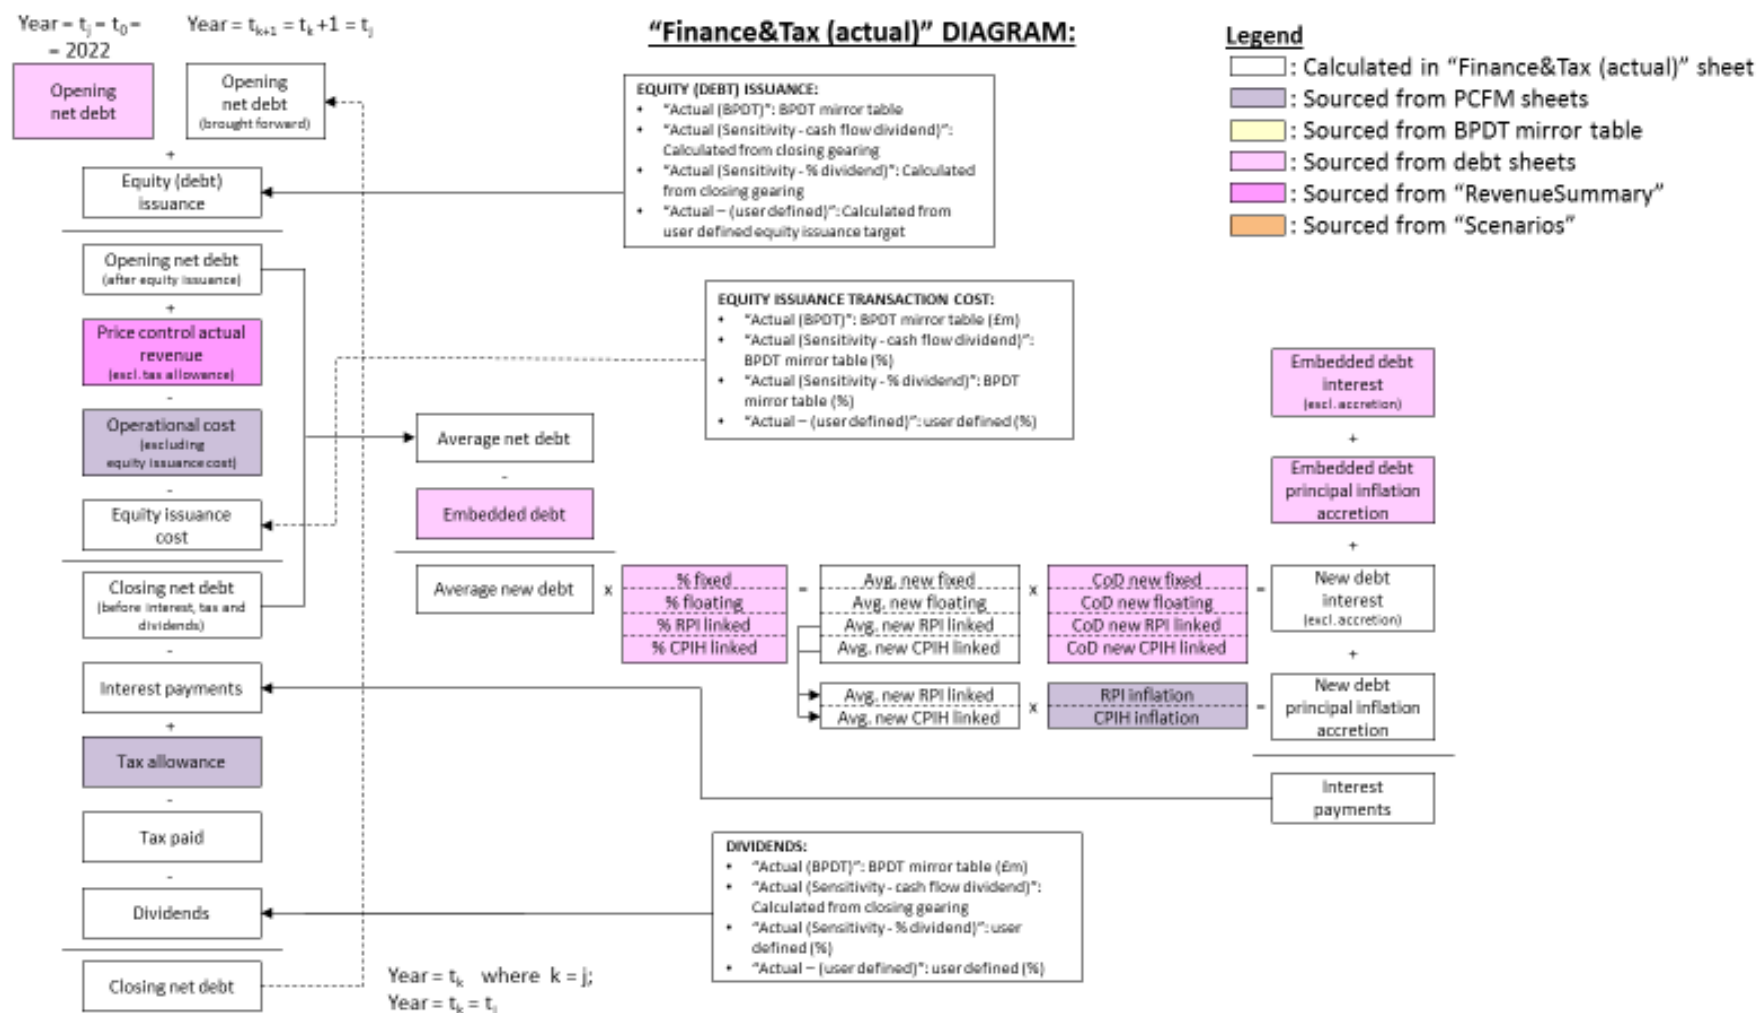 Year = tj = t0 =
= 2022
Year = tk+1 = tk +1 = tj
“Finance&Tax (actual)” DIAGRAM:
Legend
: Calculated in “Finance&Tax (actual)” sheet
: Sourced from PCFM sheets
: Sourced from BPDT mirror table
: Sourced from debt sheets
: Sourced from “RevenueSummary”
: Sourced from “Scenarios”
Opening
net debt
Opening
net debt
(brought forward)
+
Equity (debt)
issuance
EQUITY (DEBT) ISSUANCE:
• “Actual (BPDT)”: BPDT mirror table
• “Actual (Sensitivity - cash flow dividend)”:
Calculated from closing gearing
• “Actual (Sensitivity - % dividend)”: Calculated
from closing gearing
• “Actual – (user defined)”: Calculated from
user defined equity issuance target
Opening net debt
(after equity issuance)
+
Price control actual
revenue
(excl. tax allowance)
-
Operational cost
(excluding
equity issuance cost)
-
Equity issuance
cost
EQUITY ISSUANCE TRANSACTION COST:
• “Actual (BPDT)”: BPDT mirror table (£m)
• “Actual (Sensitivity - cash flow dividend)”:
BPDT mirror table (%)
• “Actual (Sensitivity - % dividend)”: BPDT
mirror table (%)
• “Actual – (user defined)”: user defined (%)
Closing net debt
(before interest, tax and
dividends)
-
Interest payments
+
Tax allowance
-
Tax paid
-
Dividends
Closing net debt
Average net debt
-
Embedded debt
Average new debt
x
% fixed
% floating
% RPI linked
% CPIH linked
=
Avg. new fixed
Avg. new floating
Avg. new RPI linked
Avg. new CPIH linked
x
CoD new fixed
CoD new floating
CoD new RPI linked
CoD new CPIH linked
=
Avg. new RPI linked
Avg. new CPIH linked
x
RPI inflation
CPIH inflation
=
Embedded debt
interest
(excl. accretion)
+
Embedded debt
principal inflation
accretion
+
New debt
interest
(excl. accretion)
+
New debt
principal inflation
accretion
Interest
payments
DIVIDENDS:
• “Actual (BPDT)”: BPDT mirror table (£m)
• “Actual (Sensitivity - cash flow dividend)”:
Calculated from closing gearing
• “Actual (Sensitivity - % dividend)”: user
defined (%)
• “Actual – (user defined)”: user defined (%)
Year = tk where k = j;
Year = tk = tj